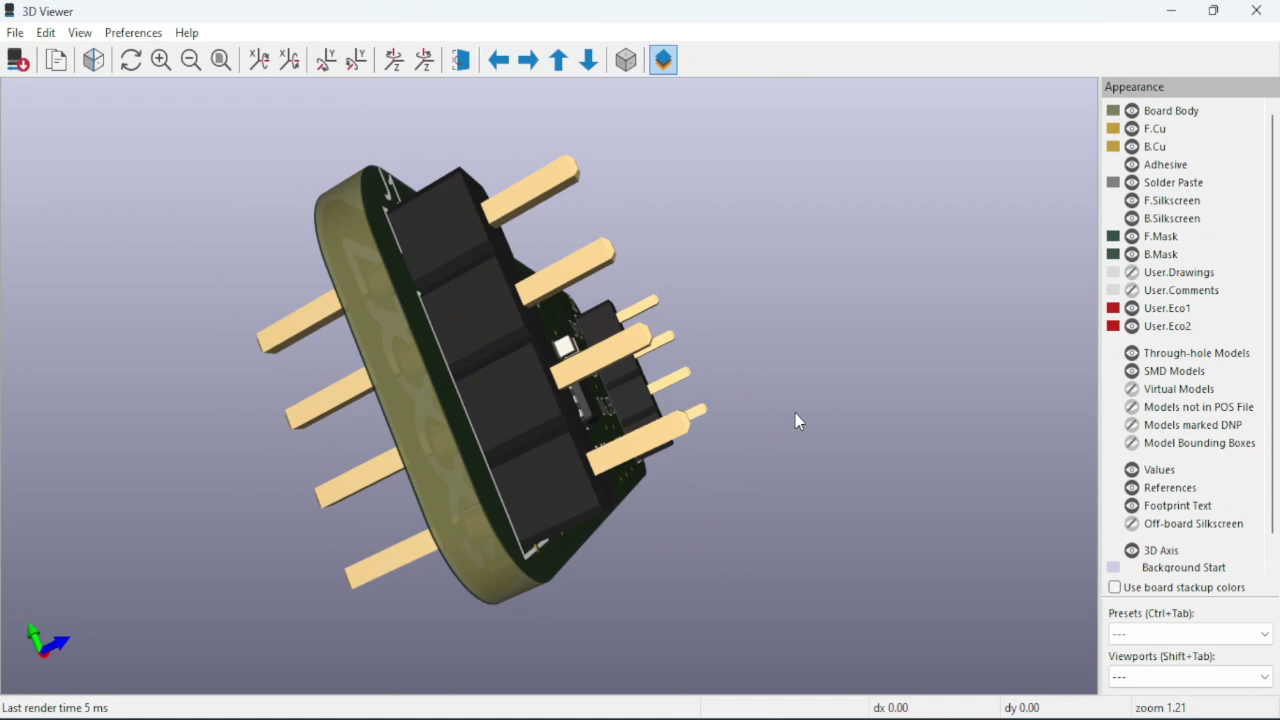 3D Viewer
File Edit View Preferences Help
Appearance
Board Body
F.Cu
B.Cu
Adhesive
Solder Paste
F.Silkscreen
B.Silkscreen
F.Mask
B.Mask
User.Drawings
User.Comments
User.Eco1
User.Eco2
Through-hole Models
SMD Models
Virtual Models
Models not in POS File
Models marked DNP
Model Bounding Boxes
Values
References
Footprint Text
Off-board Silkscreen
3D Axis
Background Start
Use board stackup colors
Presets (Ctrl+Tab):
---
Viewports (Shift+Tab):
---
Last render time 5 ms dx 0.00 dy 0.00 zoom 1.21